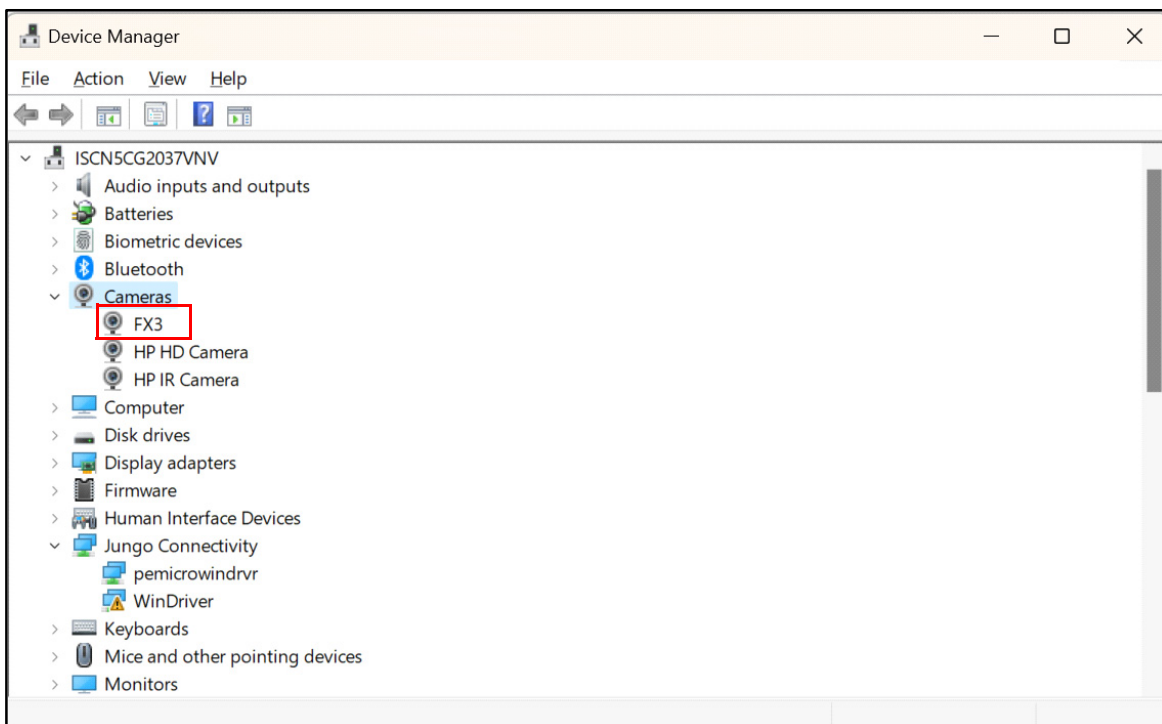 Device Manager
File Action View Help
ISCN5CG2037VNV
Audio inputs and outputs
Batteries
Biometric devices
Bluetooth
Cameras
FX3
HP HD Camera
HP IR Camera
Computer
Disk drives
Display adapters
Firmware
Human Interface Devices
Jungo Connectivity
pemicrowindrvr
WinDriver
Keyboards
Mice and other pointing devices
Monitors